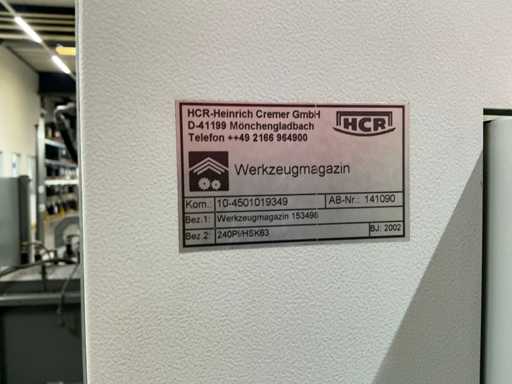 HCR-Heinrich Cremer GmbH
D-41199 Mönchengladbach
Telefon ++49 2166 964900
HCR
Werkzeugmagazin
Kom. 10-4501019349 AB-Nr.: 141090
Bez.1: Werkzeugmagazin 153496
Bez.2: 240Pl/HSK63 BJ: 2002